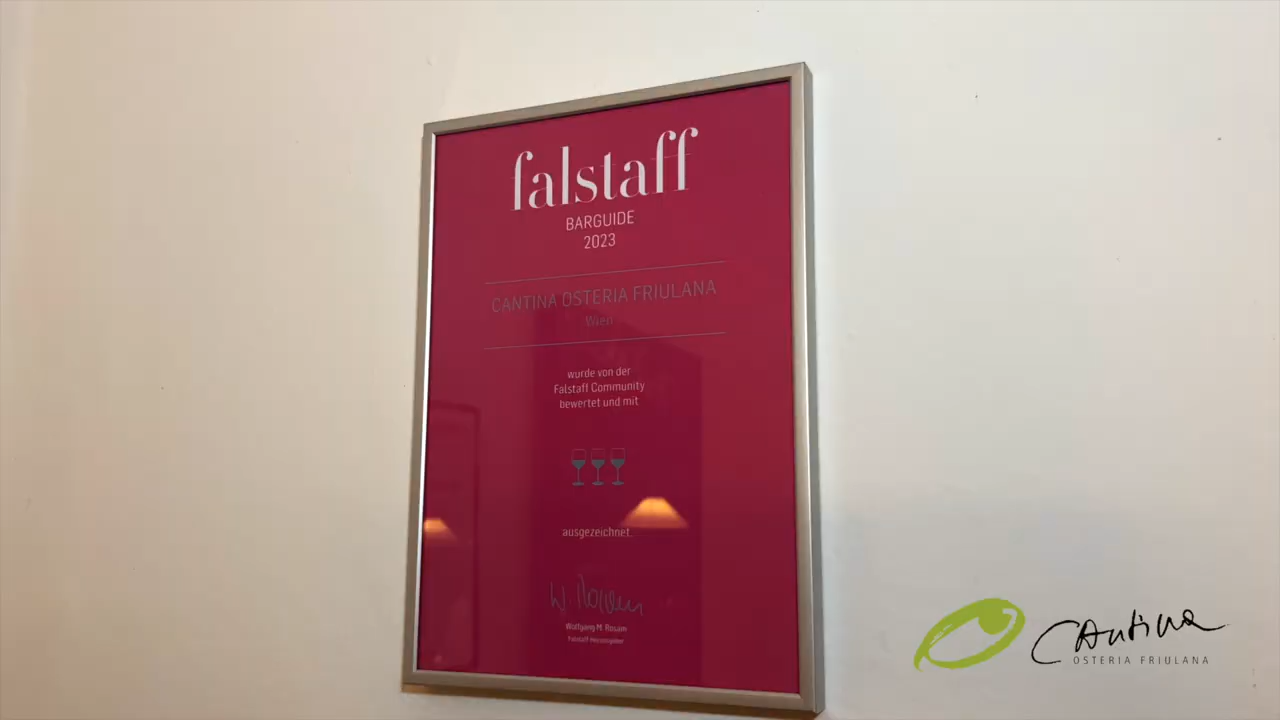 falstaff
BARGUIDE
2023
CANTINA OSTERIA FRIULANA
Wien
wurde von der
Falstaff Community
bewertet und mit
ausgezeichnet.
W. Rosam
Wolfgang M. Rosam
Falstaff Herausgeber
CAntina
OSTERIA FRIULANA